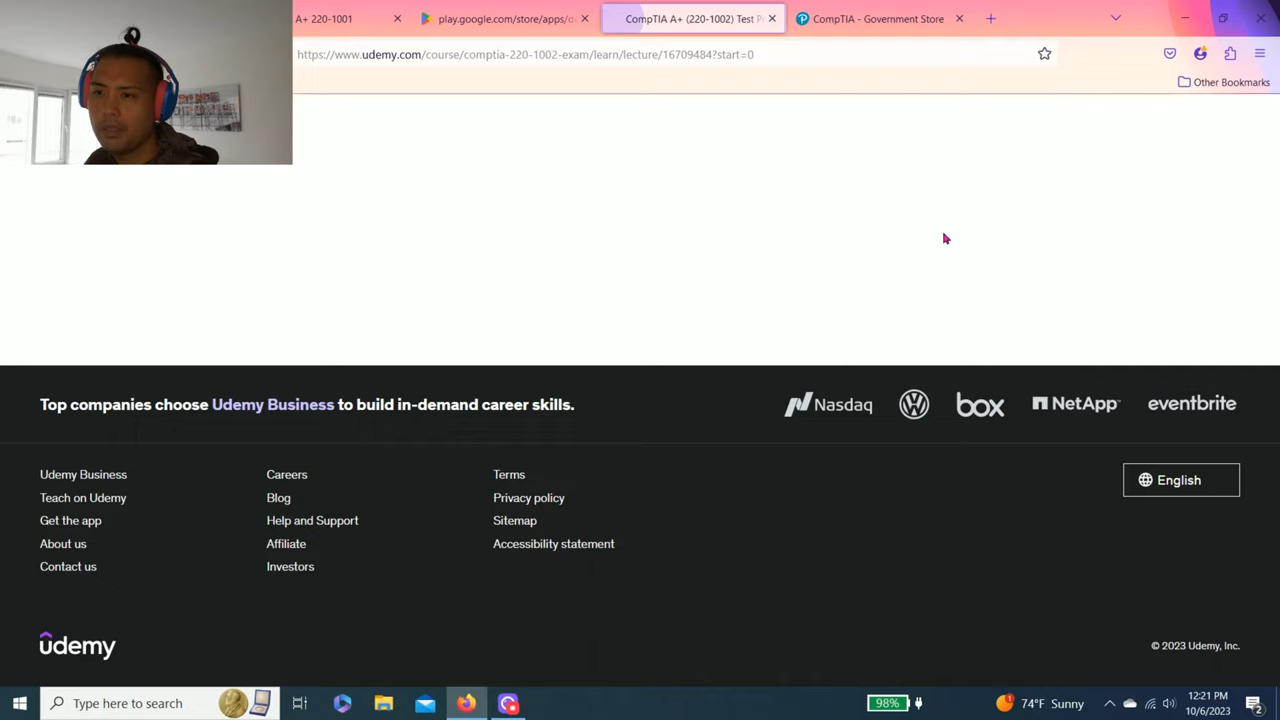 A+ 220-1001
play.google.com/store/apps/d
CompTIA A+ (220-1002) Test P
CompTIA - Government Store
https://www.udemy.com/course/comptia-220-1002-exam/learn/lecture/16709484?start=0
Other Bookmarks
Top companies choose Udemy Business to build in-demand career skills.
Nasdaq
box
NetApp
eventbrite
Udemy Business
Careers
Terms
English
Teach on Udemy
Blog
Privacy policy
Get the app
Help and Support
Sitemap
About us
Affiliate
Accessibility statement
Contact us
Investors
udemy
© 2023 Udemy, Inc.
Type here to search
98%
1
74°F Sunny
12:21 PM
10/6/2023
2